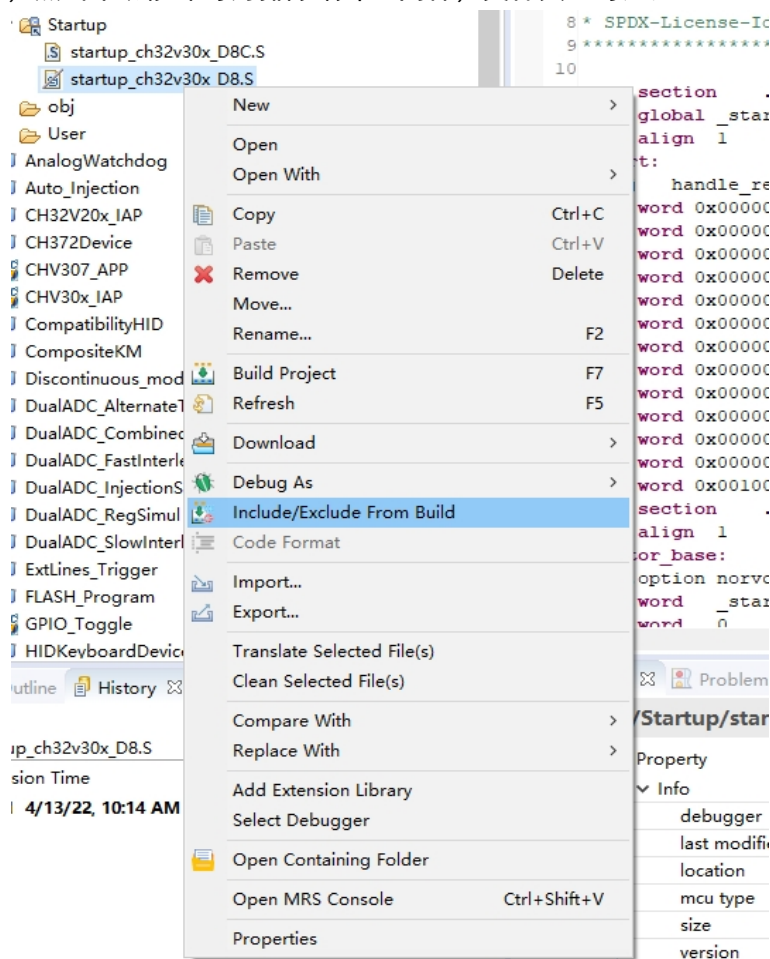 Startup
startup_ch32v30x_D8C.S
startup_ch32v30x_D8.S
obj
User
AnalogWatchdog
Auto_Injection
CH32V20x_IAP
CH372Device
CHV307_APP
CHV30x_IAP
CompatibilityHID
CompositeKM
Discontinuous_mod
DualADC_AlternateT
DualADC_Combined
DualADC_FastInterle
DualADC_InjectionS
DualADC_RegSimul
DualADC_SlowInterl
ExtLines_Trigger
FLASH_Program
GPIO_Toggle
HIDKeyboardDevic
utline History
up_ch32v30x_D8.S
sion Time
4/13/22, 10:14 AM
New
Open
Open With
Copy Ctrl+C
Paste Ctrl+V
Remove Delete
Move...
Rename... F2
Build Project F7
Refresh F5
Download
Debug As
Include/Exclude From Build
Code Format
Import...
Export...
Translate Selected File(s)
Clean Selected File(s)
Compare With
Replace With
Add Extension Library
Select Debugger
Open Containing Folder
Open MRS Console Ctrl+Shift+V
Properties
8 * SPDX-License-Id
9 ******************
10
section .
global _star
align 1
t:
handle_re
word 0x00000
word 0x00000
word 0x00000
word 0x00000
word 0x00000
word 0x00000
word 0x00000
word 0x00000
word 0x00000
word 0x00000
word 0x00000
word 0x00000
word 0x00100
section .
align 1
tor_base:
option norvc
word _star
word 0
Problem
/Startup/star
Property
Info
debugger
last modifie
location
mcu type
size
version